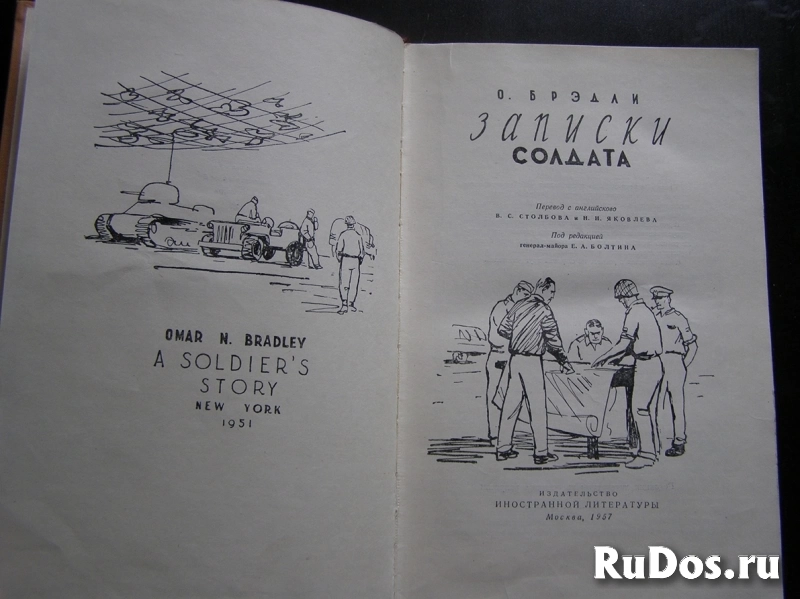 OMAR N. BRADLEY
A SOLDIER'S
STORY
NEW YORK
1951
О. БРЭДЛИ
ЗАПИСКИ
СОЛДАТА
Перевод с английского
В. С. СТОЛБОВА и Н. Н. ЯКОВЛЕВА
Под редакцией
генерал-майора Е. А. БОЛТИНА
ИЗДАТЕЛЬСТВО
ИНОСТРАННОЙ ЛИТЕРАТУРЫ
Москва, 1957
RuDos.ru